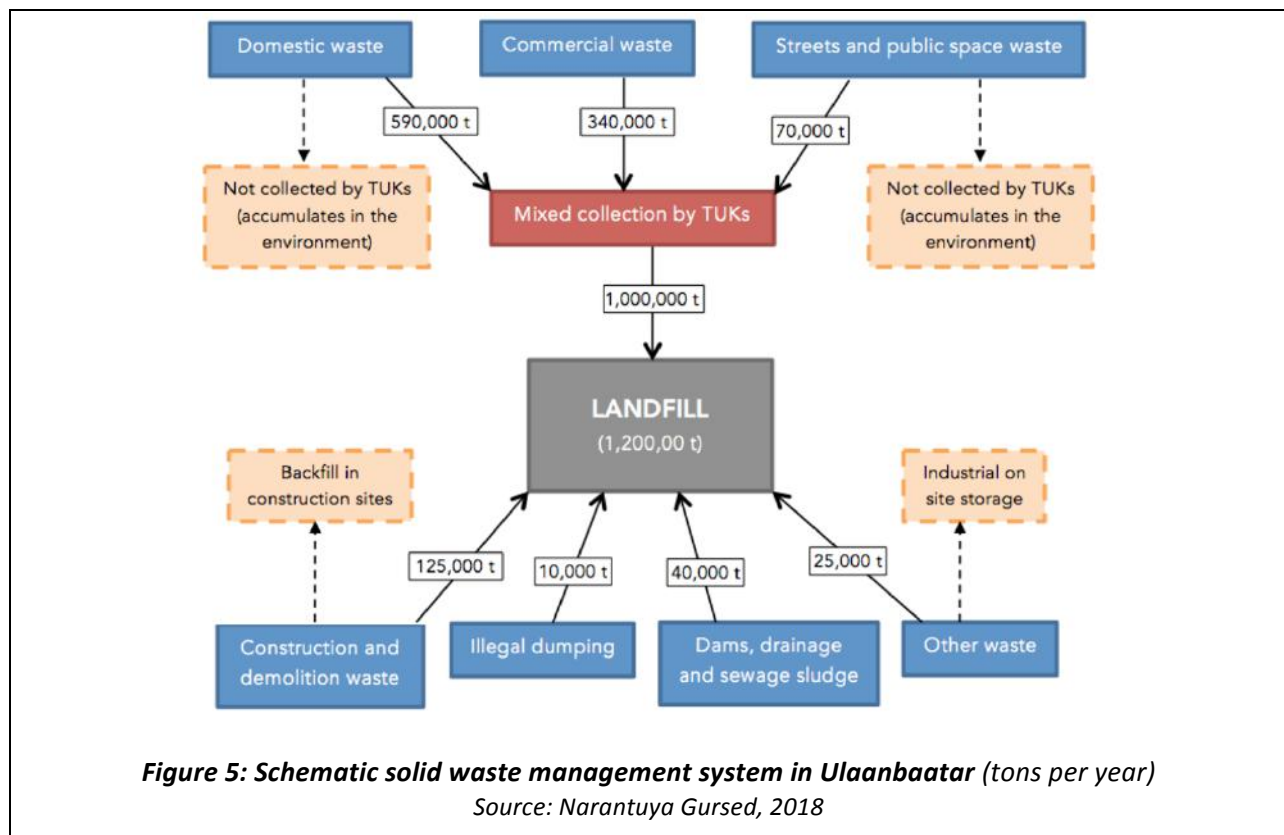 Domestic waste
Commercial waste
Streets and public space waste
590,000 t
340,000 t
70,000 t
Not collected by TUKs
(accumulates in the
environment)
Mixed collection by TUKs
Not collected by TUKs
(accumulates in the
environment)
1,000,000 t
LANDFILL
(1,200,00 t)
Backfill in
construction sites
Industrial on
site storage
125,000 t
10,000 t
40,000 t
25,000 t
Construction and
demolition waste
Illegal dumping
Dams, drainage
and sewage sludge
Other waste
Figure 5: Schematic solid waste management system in Ulaanbaatar (tons per year)
Source: Narantuya Gursed, 2018